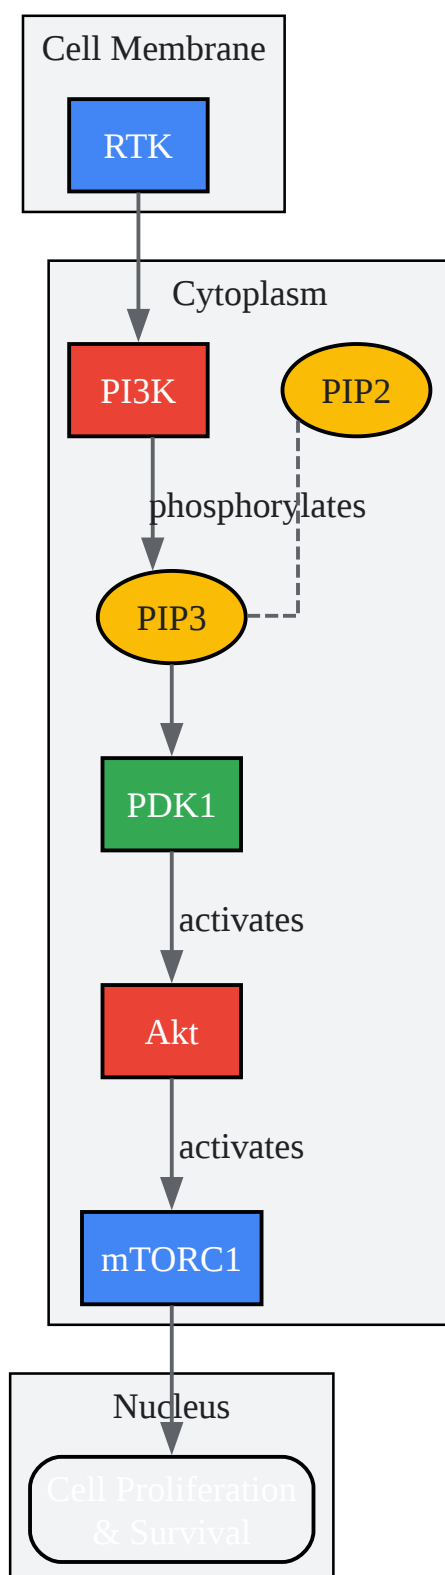 Cell Membrane
RTK
Cytoplasm
PI3K
PIP2
phosphorylates
PIP3
PDK1
activates
Akt
activates
mTORC1
Nucleus
Cell Proliferation
& Survival